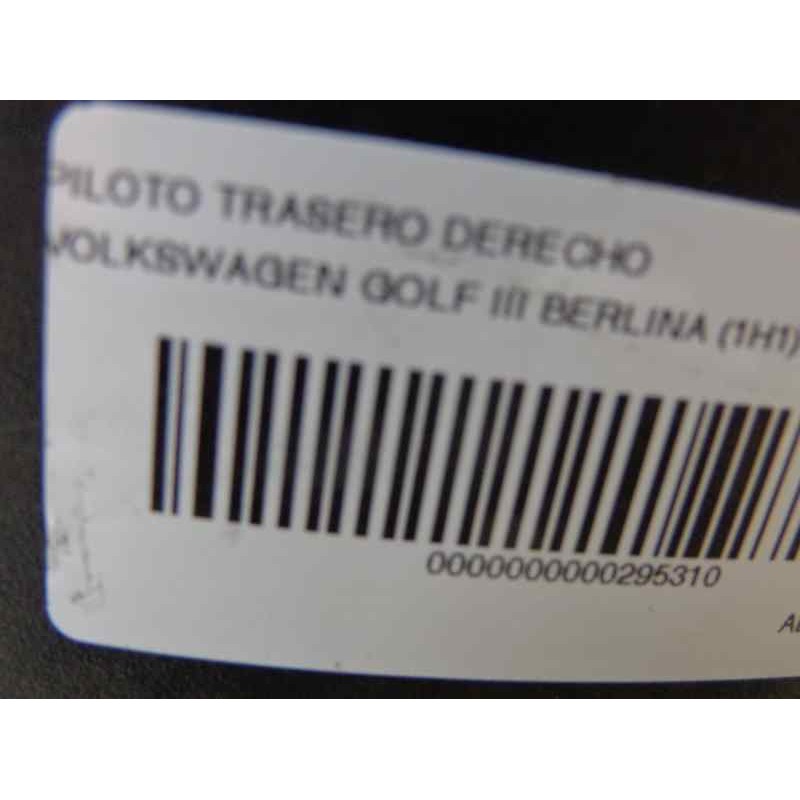 PILOTO TRASERO DERECHO
VOLKSWAGEN GOLF III BERLINA (1H1)
0000000000295310